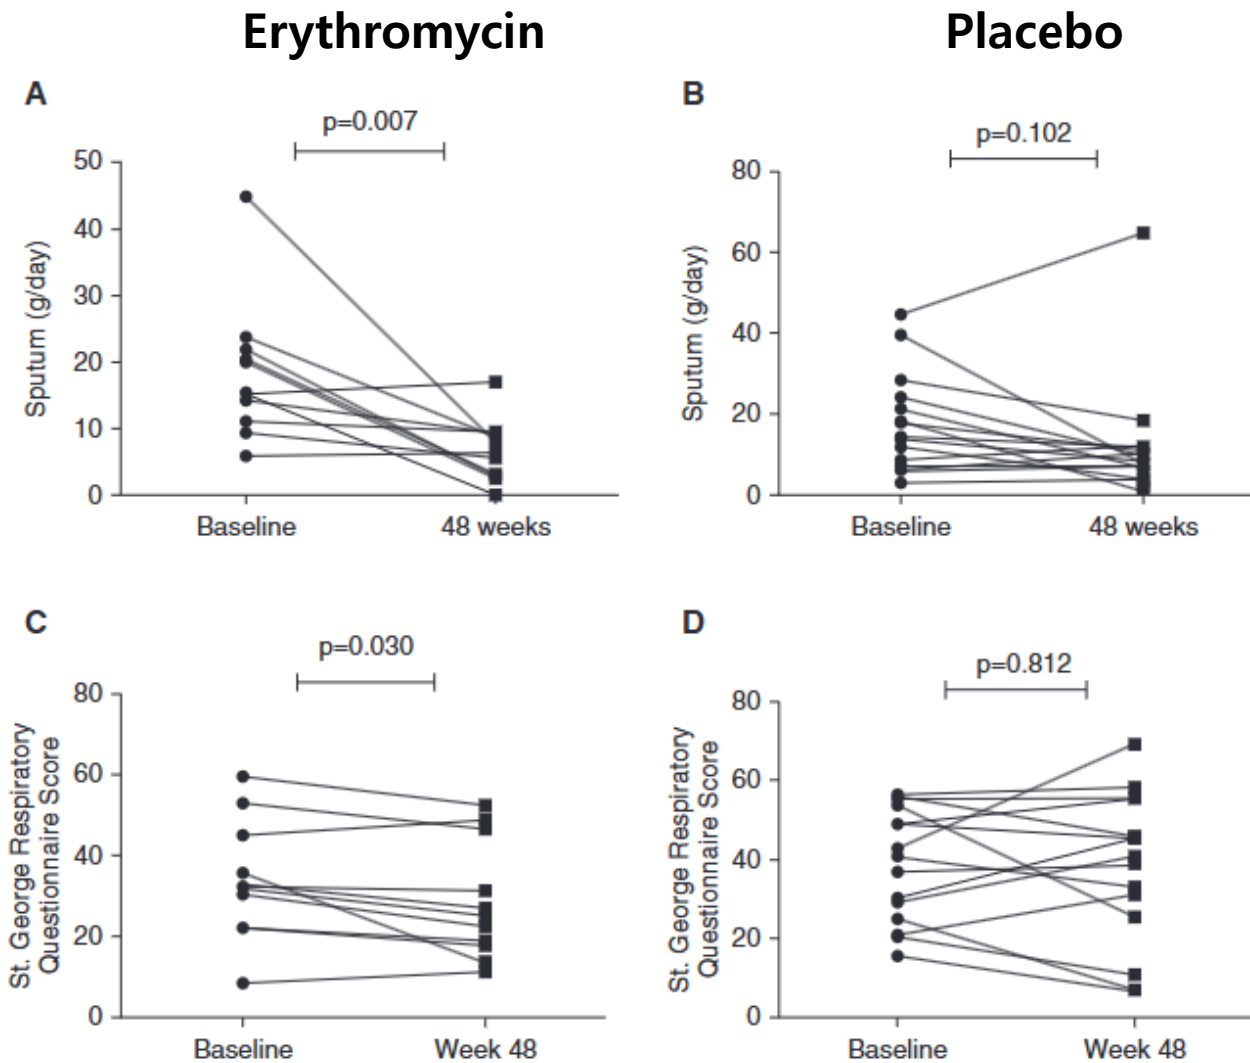 Erythromycin
Placebo
A
p=0.007
50
40
30
20
10
0
Sputum (g/day)
Baseline
48 weeks
B
p=0.102
80
60
40
20
0
Sputum (g/day)
Baseline
48 weeks
C
p=0.030
80
60
40
20
0
St. George Respiratory
Questionnaire Score
Baseline
Week 48
D
p=0.812
80
60
40
20
0
St. George Respiratory
Questionnaire Score
Baseline
Week 48